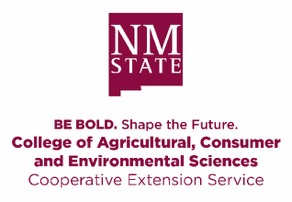 NM
STATE
BE BOLD. Shape the Future.
College of Agricultural, Consumer
and Environmental Sciences
Cooperative Extension Service